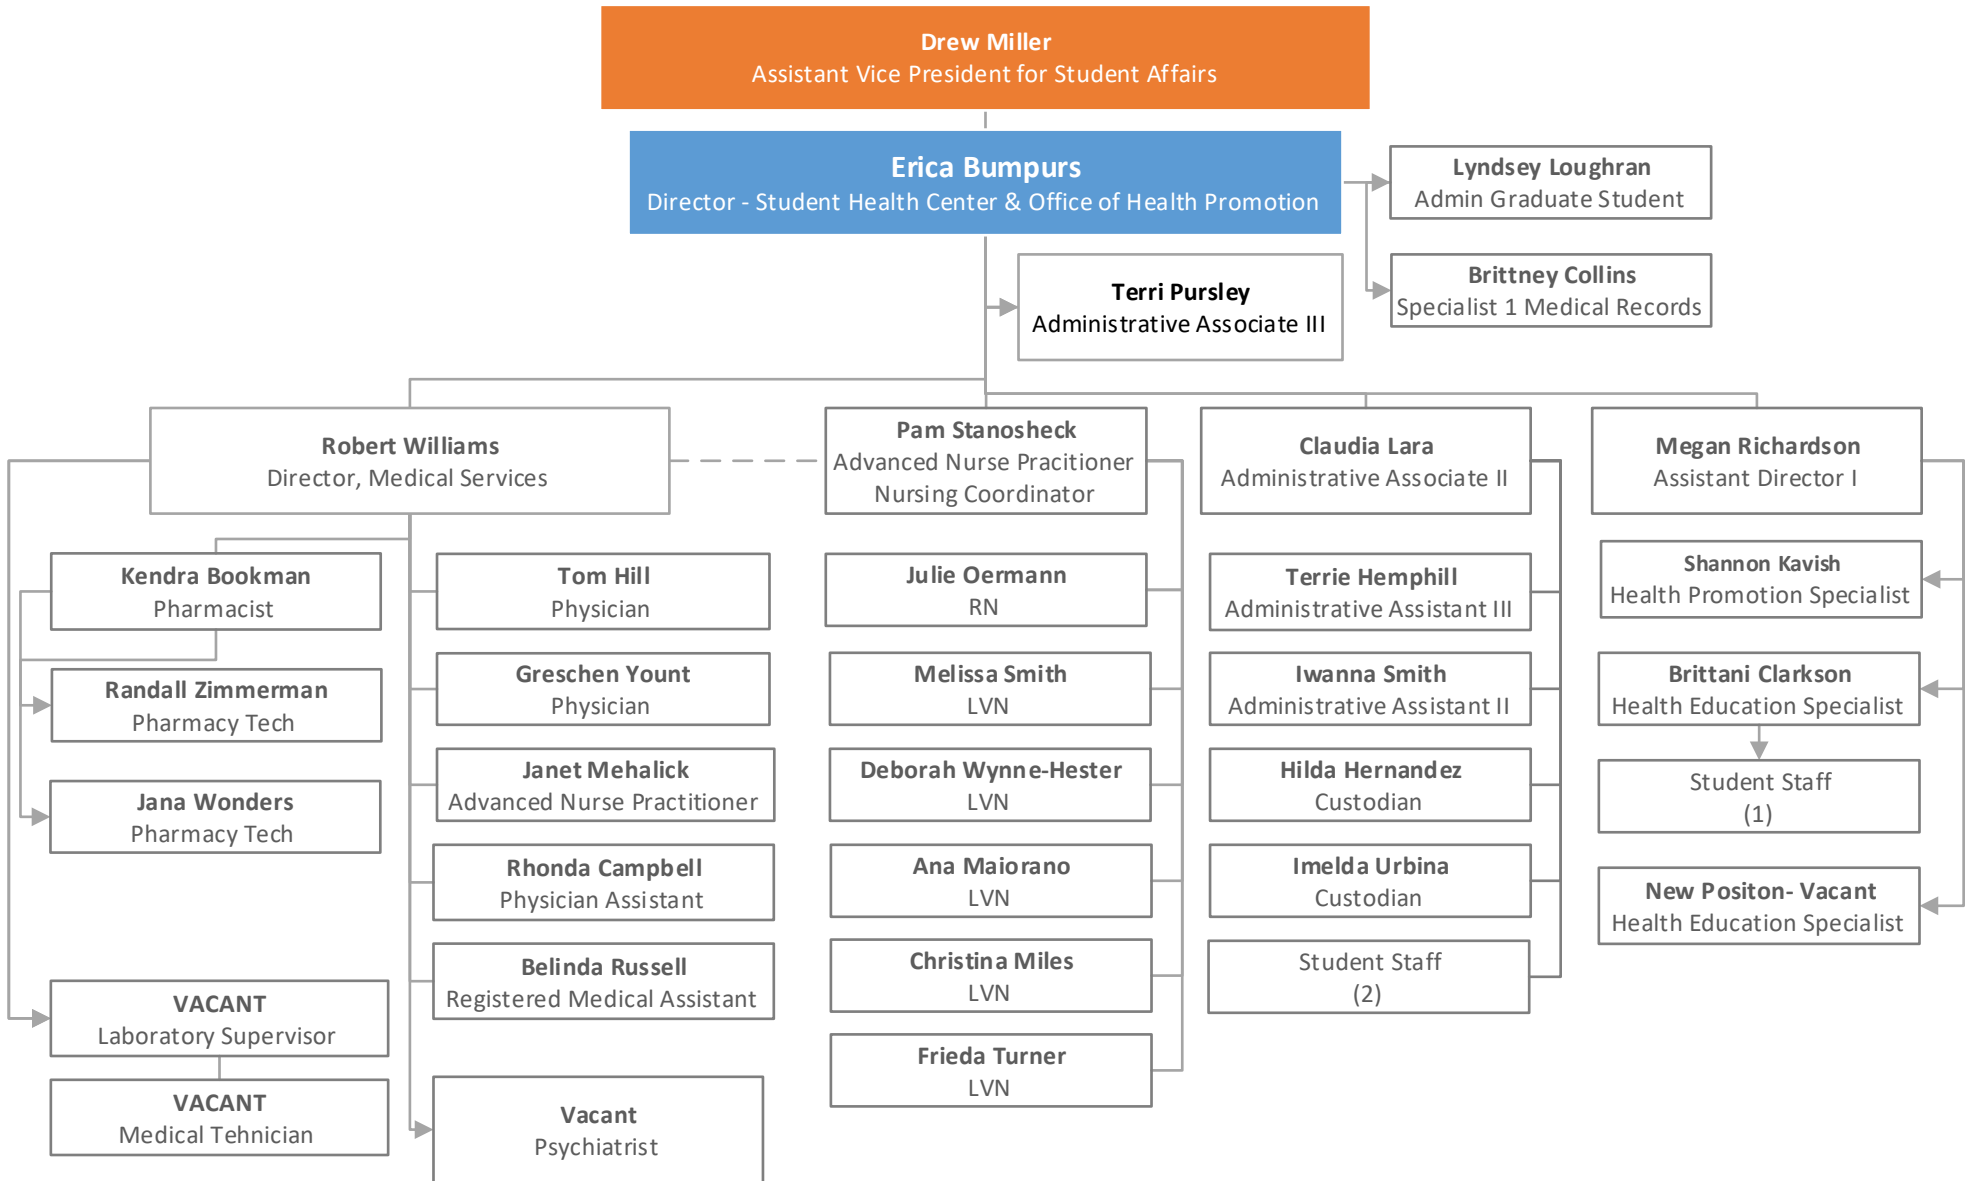 Drew Miller
Assistant Vice President for Student Affairs
Erica Bumpurs
Director - Student Health Center & Office of Health Promotion
Lyndsey Loughran
Admin Graduate Student
Brittney Collins
Specialist 1 Medical Records
Terri Pursley
Administrative Associate III
Robert Williams
Director, Medical Services
Pam Stanosheck
Advanced Nurse Pracitioner
Nursing Coordinator
Claudia Lara
Administrative Associate II
Megan Richardson
Assistant Director I
Kendra Bookman
Pharmacist
Randall Zimmerman
Pharmacy Tech
Jana Wonders
Pharmacy Tech
VACANT
Laboratory Supervisor
VACANT
Medical Tehnician
Tom Hill
Physician
Greschen Yount
Physician
Janet Mehalick
Advanced Nurse Practitioner
Rhonda Campbell
Physician Assistant
Belinda Russell
Registered Medical Assistant
Vacant
Psychiatrist
Julie Oermann
RN
Melissa Smith
LVN
Deborah Wynne-Hester
LVN
Ana Maiorano
LVN
Christina Miles
LVN
Frieda Turner
LVN
Terrie Hemphill
Administrative Assistant III
Iwanna Smith
Administrative Assistant II
Hilda Hernandez
Custodian
Imelda Urbina
Custodian
Student Staff
(2)
Shannon Kavish
Health Promotion Specialist
Brittani Clarkson
Health Education Specialist
Student Staff
(1)
New Positon- Vacant
Health Education Specialist